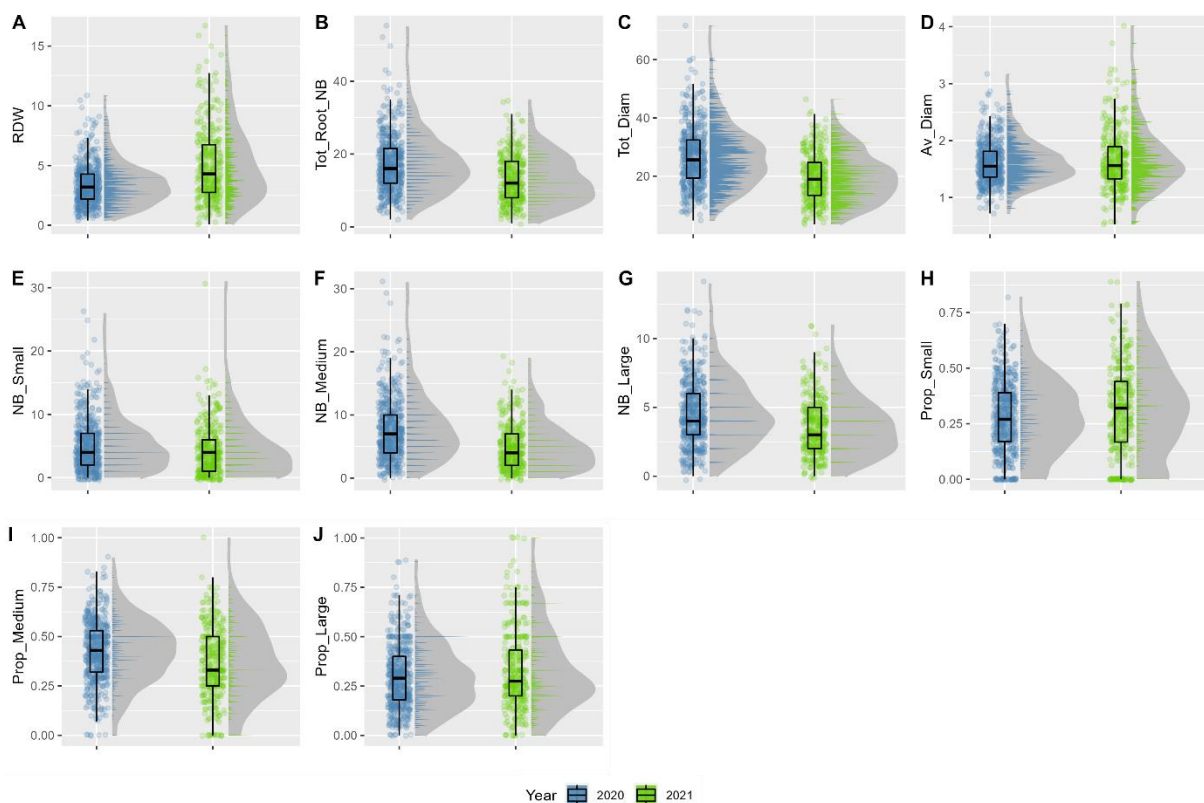 A
RDW
15
10
5
0
B
Tot_Root_NB
40
20
0
C
Tot_Diam
60
40
20
D
Av_Diam
4
3
2
1
E
NB_Small
30
20
10
0
F
NB_Medium
30
20
10
0
G
NB_Large
10
5
0
H
Prop_Small
0.75
0.50
0.25
0.00
I
Prop_Medium
1.00
0.75
0.50
0.25
0.00
J
Prop_Large
1.00
0.75
0.50
0.25
0.00
Year 2020 2021